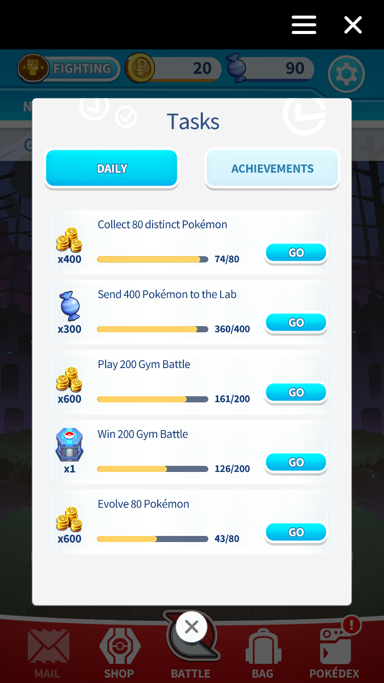 FIGHTING
20
90
Tasks
DAILY
ACHIEVEMENTS
Collect 80 distinct Pokémon
x400
74/80
GO
Send 400 Pokémon to the Lab
x300
360/400
GO
Play 200 Gym Battle
x600
161/200
GO
Win 200 Gym Battle
x1
126/200
GO
Evolve 80 Pokémon
x600
43/80
GO
MAIL
SHOP
BATTLE
BAG
POKÉDEX
!